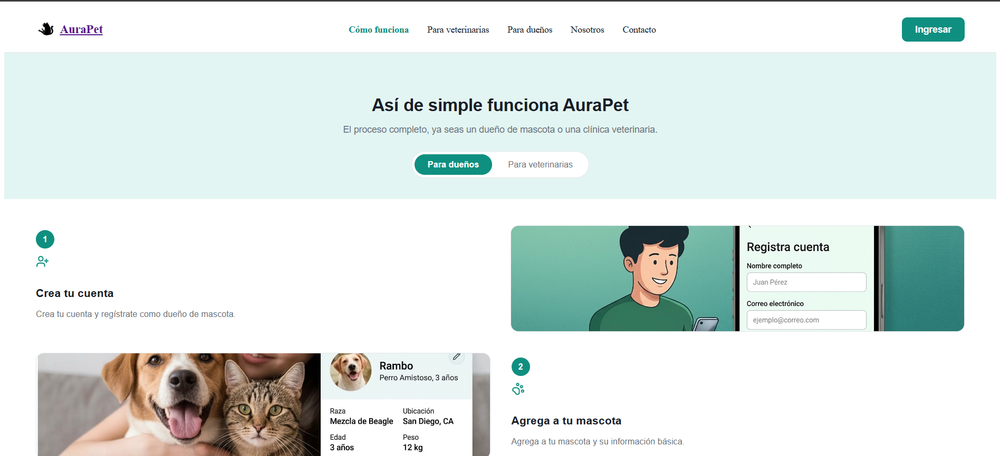 AuraPet
Cómo funciona
Para veterinarias
Para dueños
Nosotros
Contacto
Ingresar
Así de simple funciona AuraPet
El proceso completo, ya seas un dueño de mascota o una clínica veterinaria.
Para dueños
Para veterinarias
1
Crea tu cuenta
Crea tu cuenta y regístrate como dueño de mascota.
Registra cuenta
Nombre completo
Juan Pérez
Correo electrónico
ejemplo@correo.com
Rambo
Perro Amistoso, 3 años
Raza
Mezcla de Beagle
Ubicación
San Diego, CA
Edad
3 años
Peso
12 kg
2
Agrega a tu mascota
Agrega a tu mascota y su información básica.